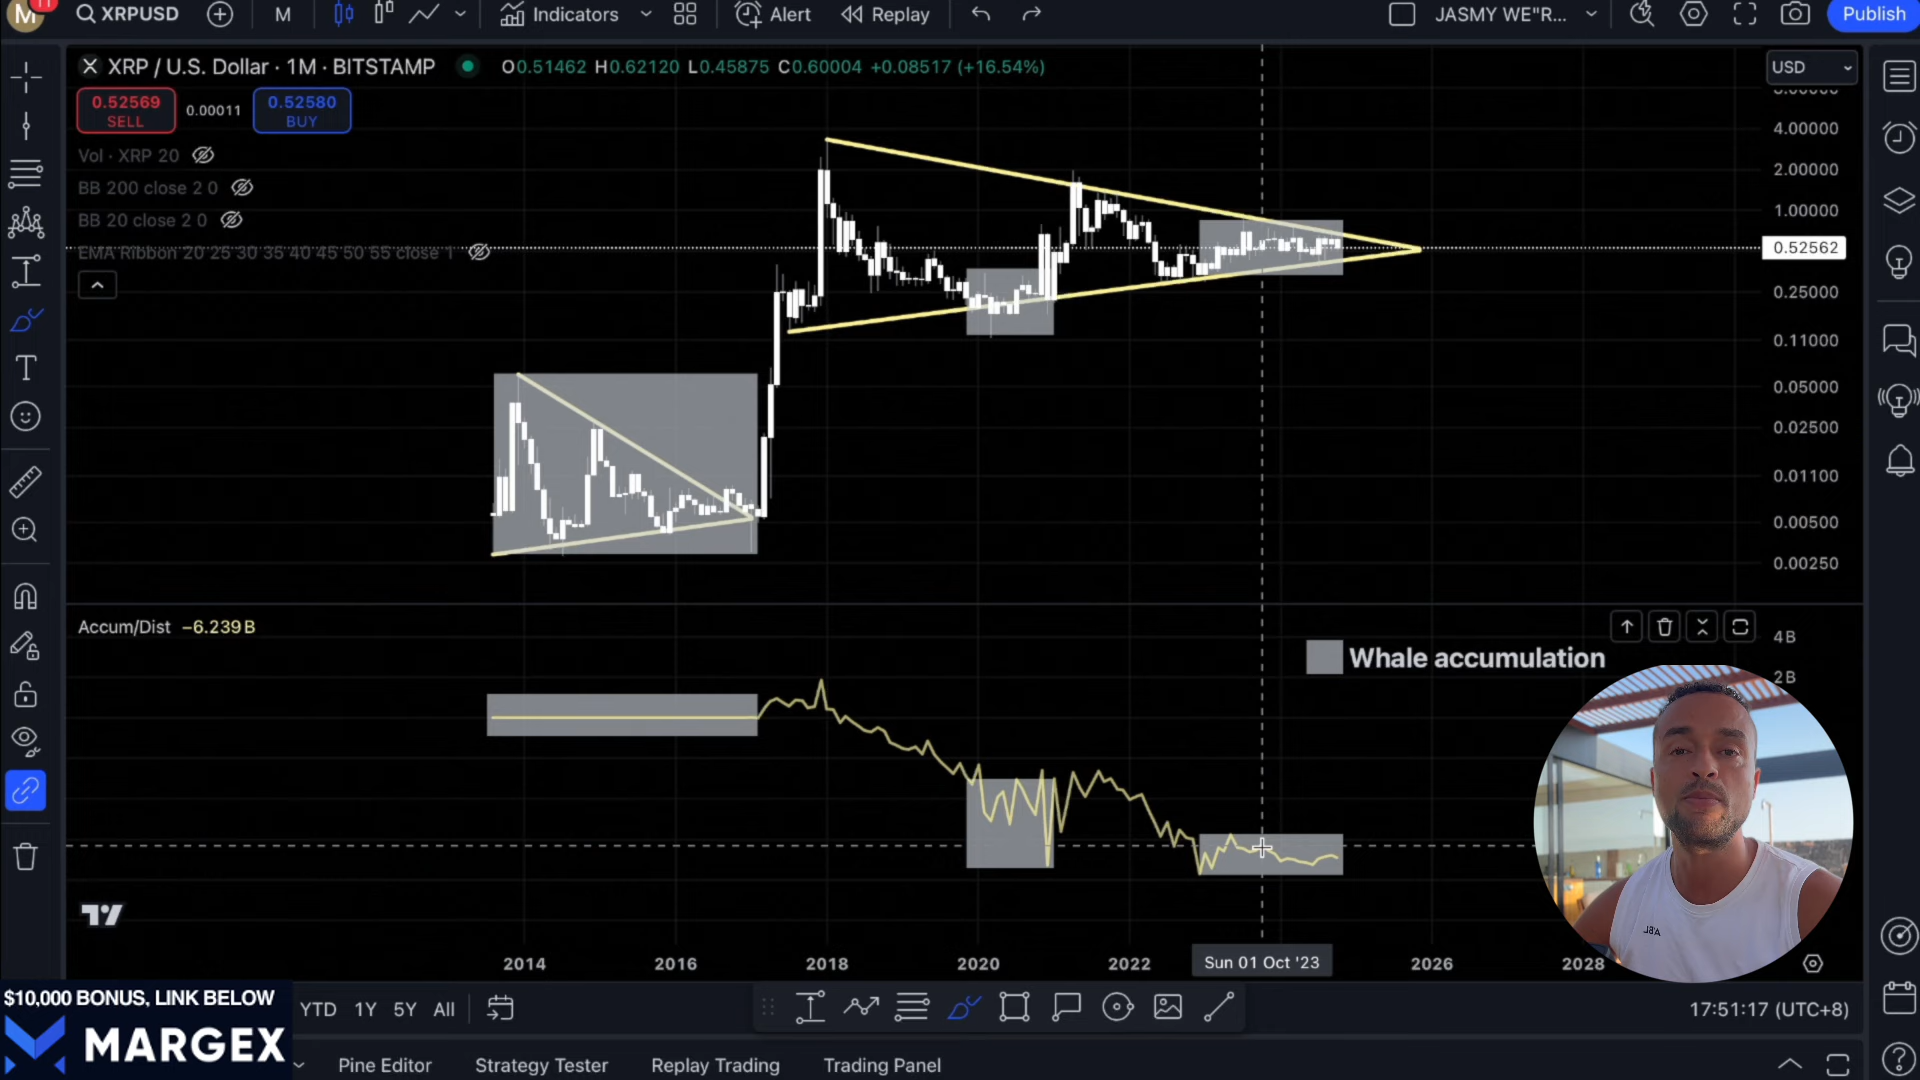 M
11
XRPUSD
M
Indicators
Alert
Replay
JASMY WE"R...
Publish
XRP / U.S. Dollar · 1M · BITSTAMP
O0.51462 H0.62120 L0.45875 C0.60004 +0.08517 (+16.54%)
USD
0.52569
SELL
0.00011
0.52580
BUY
Vol · XRP 20
BB 200 close 2 0
BB 20 close 2 0
EMA Ribbon 20 25 30 35 40 45 50 55 close 1
4.00000
2.00000
1.00000
0.52562
0.25000
0.11000
0.05000
0.02500
0.01100
0.00500
0.00250
Accum/Dist −6.239B
Whale accumulation
4B
2B
2014
2016
2018
2020
2022
Sun 01 Oct '23
2026
2028
$10,000 BONUS, LINK BELOW
MARGEX
YTD
1Y
5Y
All
17:51:17 (UTC+8)
Pine Editor
Strategy Tester
Replay Trading
Trading Panel